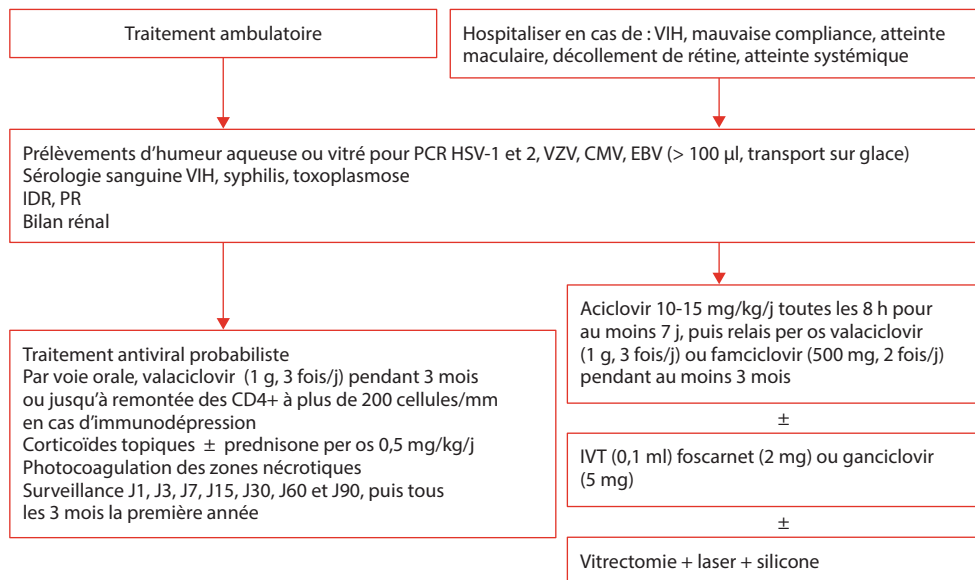 Traitement ambulatoire
Hospitaliser en cas de : VIH, mauvaise compliance, atteinte
maculaire, décollement de rétine, atteinte systémique
Prélèvements d’humeur aqueuse ou vitré pour PCR HSV-1 et 2, VZV, CMV, EBV (> 100 µl, transport sur glace)
Sérologie sanguine VIH, syphilis, toxoplasmose
IDR, PR
Bilan rénal
Traitement antiviral probabiliste
Par voie orale, valaciclovir (1 g, 3 fois/j) pendant 3 mois
ou jusqu’à remontée des CD4+ à plus de 200 cellules/mm
en cas d’immunodépression
Corticoïdes topiques ± prednisone per os 0,5 mg/kg/j
Photocoagulation des zones nécrotiques
Surveillance J1, J3, J7, J15, J30, J60 et J90, puis tous
les 3 mois la première année
Aciclovir 10-15 mg/kg/j toutes les 8 h pour
au moins 7 j, puis relais per os valaciclovir
(1 g, 3 fois/j) ou famciclovir (500 mg, 2 fois/j)
pendant au moins 3 mois
±
IVT (0,1 ml) foscarnet (2 mg) ou ganciclovir
(5 mg)
±
Vitrectomie + laser + silicone